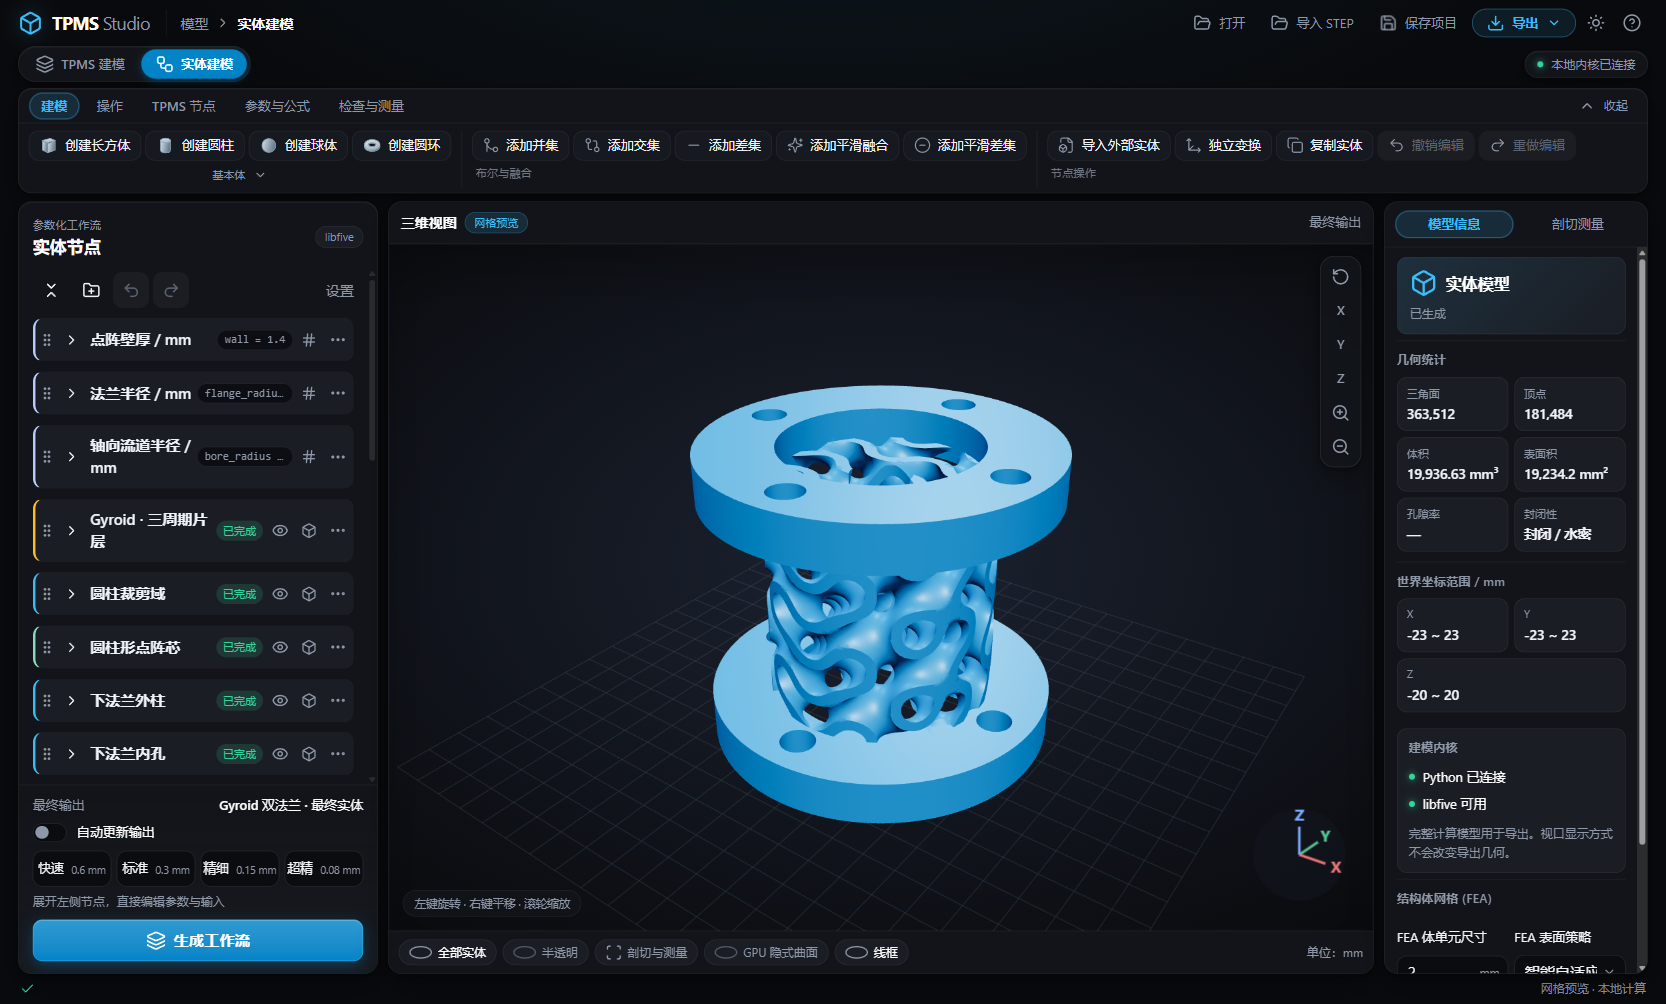 TPMS Studio
模型 > 实体建模
打开
导入 STEP
保存项目
导出
TPMS 建模
实体建模
本地内核已连接
建模
操作
TPMS 节点
参数与公式
检查与测量
收起
创建长方体
创建圆柱
创建球体
创建圆环
添加并集
添加交集
添加差集
添加平滑融合
添加平滑差集
导入外部实体
独立变换
复制实体
撤销编辑
重做编辑
基本体
布尔与融合
节点操作
参数化工作流
实体节点
libfive
设置
点阵壁厚 / mm
wall = 1.4
法兰半径 / mm
flange_radiu…
轴向流道半径 /
mm
bore_radius …
Gyroid · 三周期片
层
已完成
圆柱裁剪域
已完成
圆柱形点阵芯
已完成
下法兰外柱
已完成
下法兰内孔
已完成
最终输出
Gyroid 双法兰 · 最终实体
自动更新输出
快速 0.6 mm
标准 0.3 mm
精细 0.15 mm
超精 0.08 mm
展开左侧节点，直接编辑参数与输入
生成工作流
三维视图
网格预览
最终输出
X
Y
Z
Z
Y
X
左键旋转 · 右键平移 · 滚轮缩放
全部实体
半透明
剖切与测量
GPU 隐式曲面
线框
单位：mm
模型信息
剖切测量
实体模型
已生成
几何统计
三角面
363,512
顶点
181,484
体积
19,936.63 mm³
表面积
19,234.2 mm²
孔隙率
—
封闭性
封闭 / 水密
世界坐标范围 / mm
X
-23 ~ 23
Y
-23 ~ 23
Z
-20 ~ 20
建模内核
Python 已连接
libfive 可用
完整计算模型用于导出。视口显示方式
不会改变导出几何。
结构体网格 (FEA)
FEA 体单元尺寸
FEA 表面策略
2 mm
智能自适应
网格预览 · 本地计算